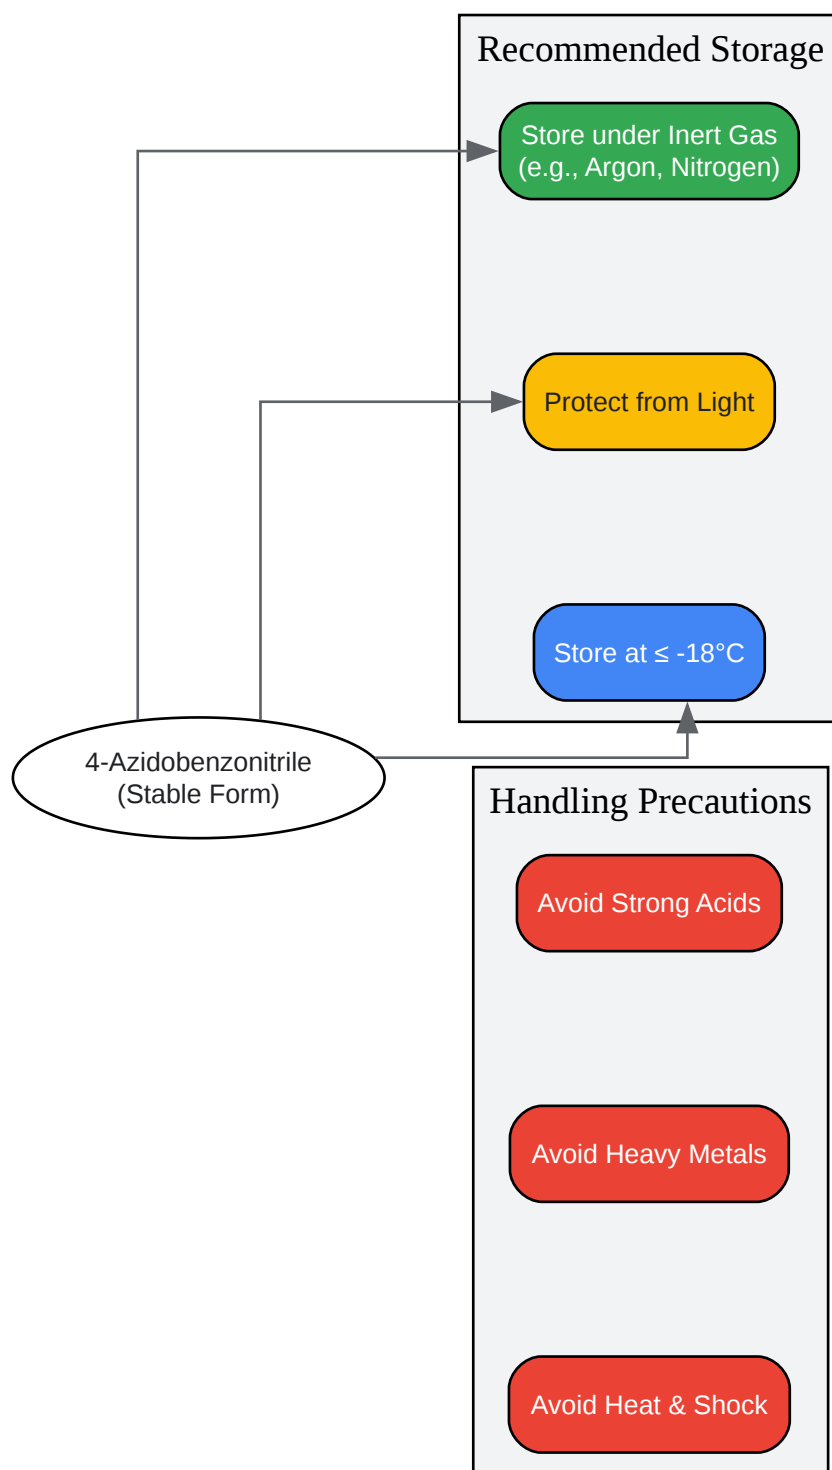 Recommended Storage
Store under Inert Gas
(e.g., Argon, Nitrogen)
Protect from Light
Store at ≤ -18°C
4-Azidobenzonitrile
(Stable Form)
Handling Precautions
Avoid Strong Acids
Avoid Heavy Metals
Avoid Heat & Shock